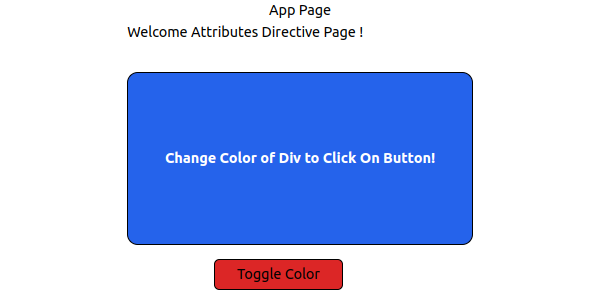 App Page
Welcome Attributes Directive Page !
Change Color of Div to Click On Button!
Toggle Color